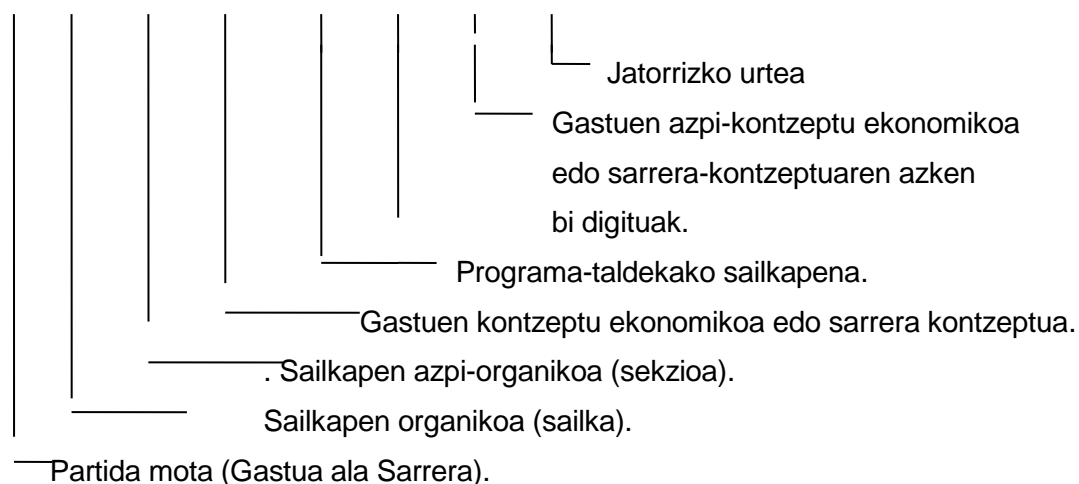 Jatorrizko urtea
Gastuen azpi-kontzeptu ekonomikoa
edo sarrera-kontzeptuaren azken
bi digituak.
Programa-taldekako sailkapena.
Gastuen kontzeptu ekonomikoa edo sarrera kontzeptua.
. Sailkapen azpi-organikoa (sekzioa).
Sailkapen organikoa (sailka).
Partida mota (Gastua ala Sarrera).